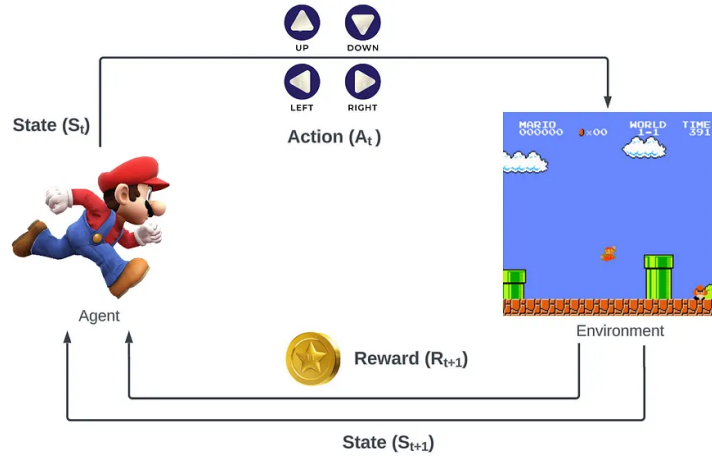 UP DOWN
LEFT RIGHT
State (St)
Action (At)
MARIO WORLD TIME
000000 ×00 1-1 391
Agent
Environment
Reward (Rt+1)
State (St+1)